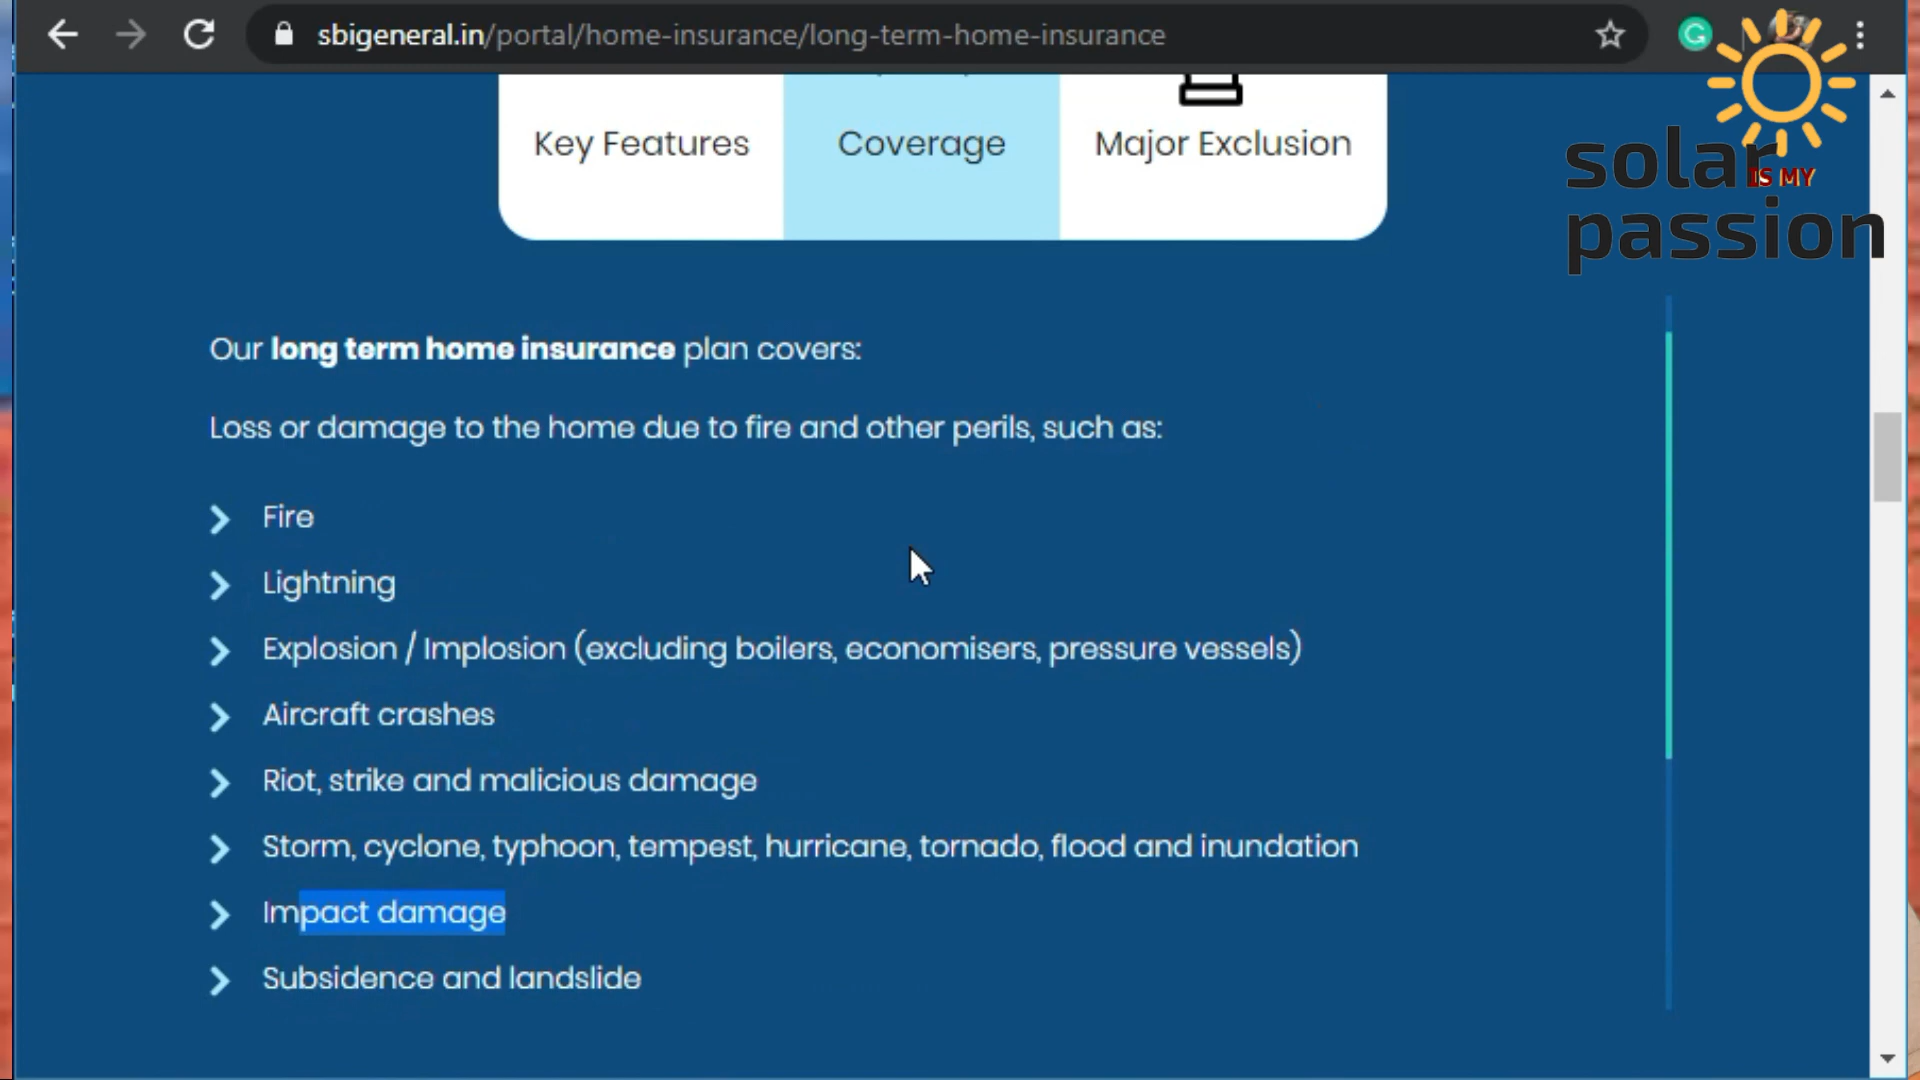 sbigeneral.in/portal/home-insurance/long-term-home-insurance
Key Features
Coverage
Major Exclusion
solar
IS MY
passion
Our long term home insurance plan covers:
Loss or damage to the home due to fire and other perils, such as:
Fire
Lightning
Explosion / Implosion (excluding boilers, economisers, pressure vessels)
Aircraft crashes
Riot, strike and malicious damage
Storm, cyclone, typhoon, tempest, hurricane, tornado, flood and inundation
Impact damage
Subsidence and landslide